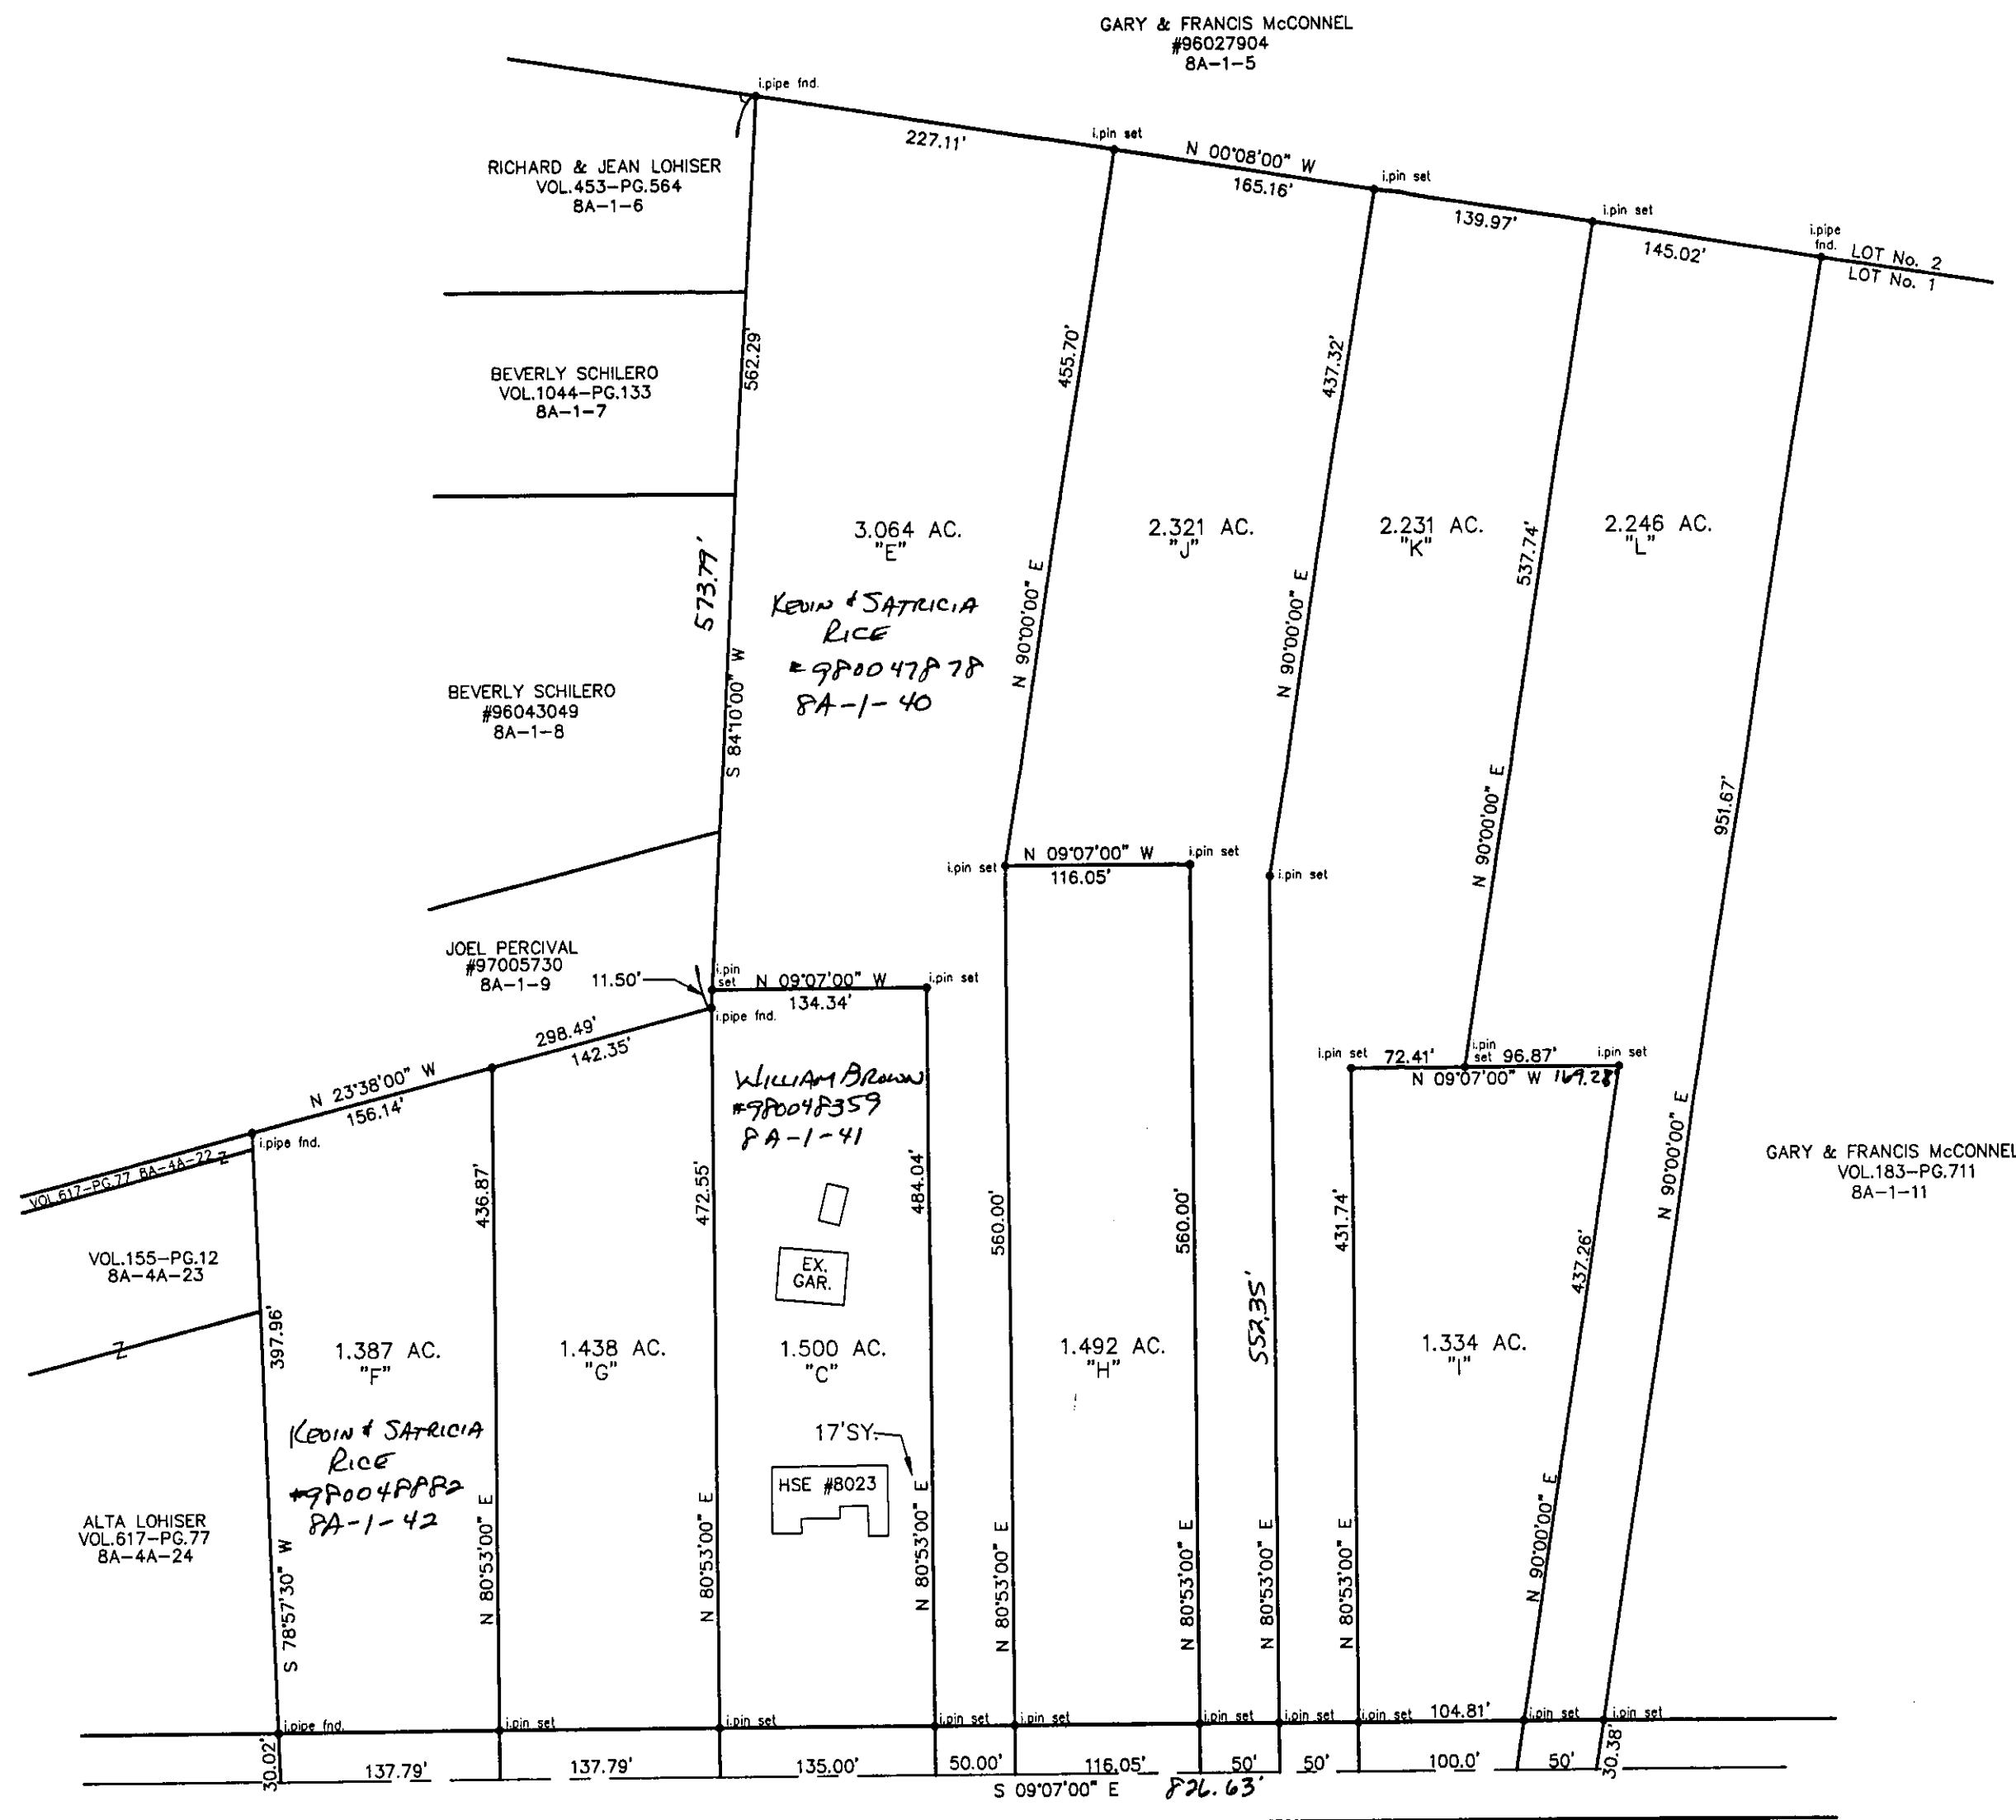 GARY & FRANCIS McCONNEL
#96027904
8A-1-5
i.pipe fnd.
227.11'
i.pin set
N 00°08'00" W
165.16'
i.pin set
139.97'
i.pin set
145.02'
i.pipe
fnd.
LOT No. 2
LOT No. 1
RICHARD & JEAN LOHISER
VOL.453-PG.564
8A-1-6
BEVERLY SCHILERO
VOL.1044-PG.133
8A-1-7
562.29'
455.70'
437.32'
573.79'
3.064 AC.
"E"
2.321 AC.
"J"
2.231 AC.
"K"
537.74'
2.246 AC.
"L"
KEVIN & SATRICIA
RICE
#980047878
8A-1-40
N 90°00'00" E
N 90°00'00" E
BEVERLY SCHILERO
#96043049
8A-1-8
S 84°10'00" W
N 90°00'00" E
951.67'
i.pin set
N 09°07'00" W
116.05'
i.pin set
i.pin set
JOEL PERCIVAL
#97005730
8A-1-9
11.50'
i.pin
set
N 09°07'00" W
134.34'
i.pin set
i.pipe fnd.
298.49'
142.35'
N 23°38'00" W
156.14'
i.pipe fnd.
i.pin set
72.41'
i.pin
set
96.87'
i.pin set
N 09°07'00" W 169.28'
WILLIAM BROWN
#980048359
8A-1-41
VOL.617-PG.77 8A-4A-22
Z
N 90°00'00" E
GARY & FRANCIS McCONNEL
VOL.183-PG.711
8A-1-11
436.87'
472.55'
484.04'
560.00'
560.00'
431.74'
437.26'
VOL.155-PG.12
8A-4A-23
EX.
GAR.
Z
397.96'
552.35'
1.387 AC.
"F"
1.438 AC.
"G"
1.500 AC.
"C"
1.492 AC.
"H"
1.334 AC.
"I"
17'SY.
KEVIN & SATRICIA
RICE
#980048882
8A-1-42
HSE #8023
ALTA LOHISER
VOL.617-PG.77
8A-4A-24
S 78°57'30" W
N 80°53'00" E
N 80°53'00" E
N 80°53'00" E
N 80°53'00" E
N 80°53'00" E
N 80°53'00" E
N 80°53'00" E
N 90°00'00" E
i.pipe fnd.
i.pin set
i.pin set
i.pin set
i.pin set
i.pin set
i.pin set
104.81'
i.pin set
i.pin set
30.02'
137.79'
137.79'
135.00'
50.00'
116.05'
50'
50'
100.0'
50'
30.38'
S 09°07'00" E 826.63'